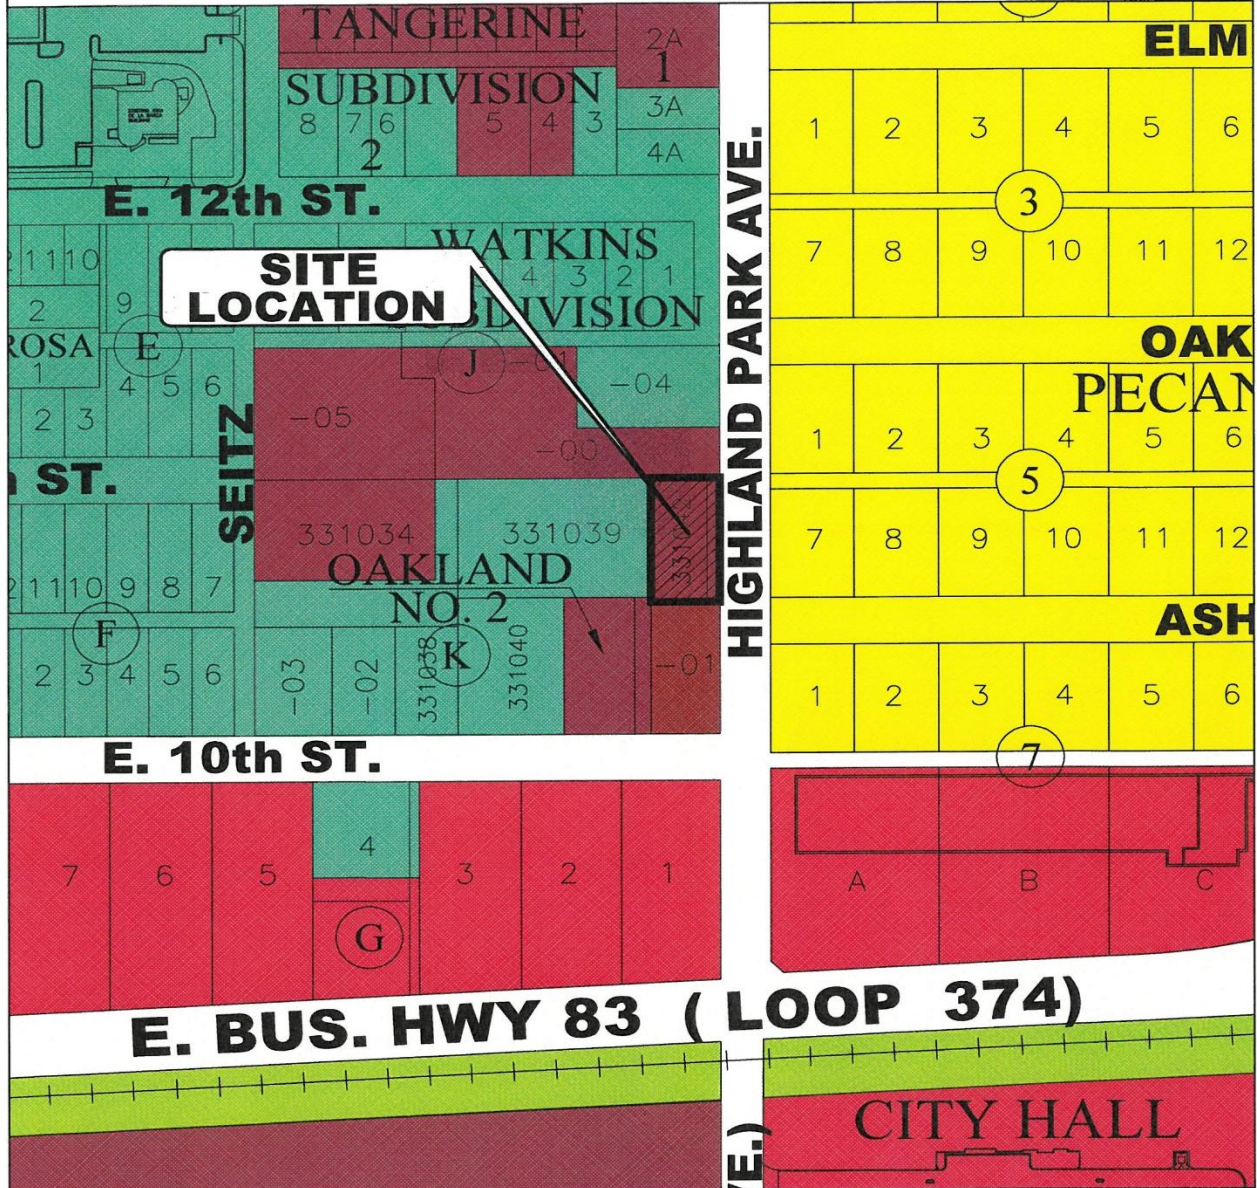 TANGERINE
2A
ELM
1
SUBDIVISION
3A
8 7 6 5 4 3
1 2 3 4 5 6
2
4A
E. 12th ST.
3
WATKINS
11 10
4 3 2 1
7 8 9 10 11 12
SITE
LOCATION
2
9
SUBDIVISION
HIGHLAND PARK AVE.
OAK
ROSA
E
J
1
4 5 6
-04
PECAN
2 3
SEITZ
-05
1 2 3 4 5 6
-00
ST.
5
331034
331039
7 8 9 10 11 12
OAKLAND
NO. 2
11 10 9 8 7
F
K
ASH
2 3 4 5 6
-03
-02
331038
331040
-01
1 2 3 4 5 6
E. 10th ST.
7
4
7 6 5 3 2 1
A B C
G
E. BUS. HWY 83 ( LOOP 374)
CITY HALL
VE.)